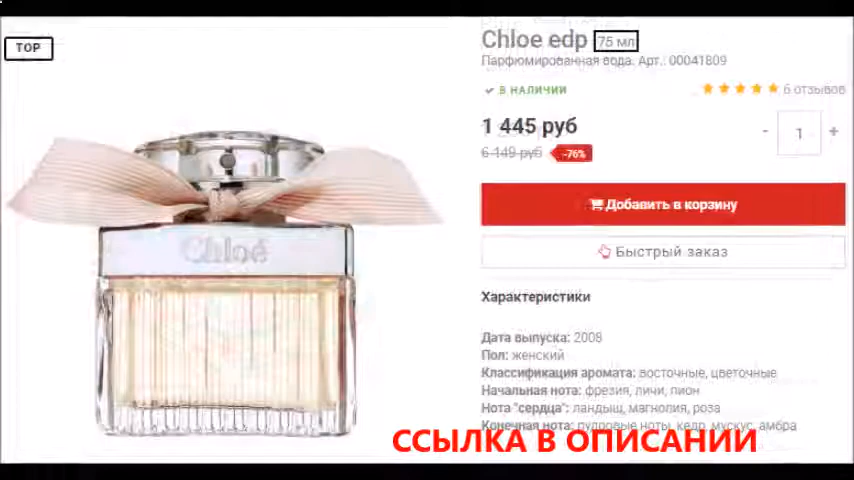 TOP
Chloe edp 75 мл
Парфюмированная вода. Арт.: 00041809
В НАЛИЧИИ
6 отзывов
1 445 руб
- 1 +
6 149 руб -76%
Добавить в корзину
Быстрый заказ
Chloé
Характеристики
Дата выпуска: 2008
Пол: женский
Классификация аромата: восточные, цветочные
Начальная нота: фрезия, личи, пион
Нота "сердца": ландыш, магнолия, роза
Конечная нота: пудровые ноты, кедр, мускус, амбра
ССЫЛКА В ОПИСАНИИ